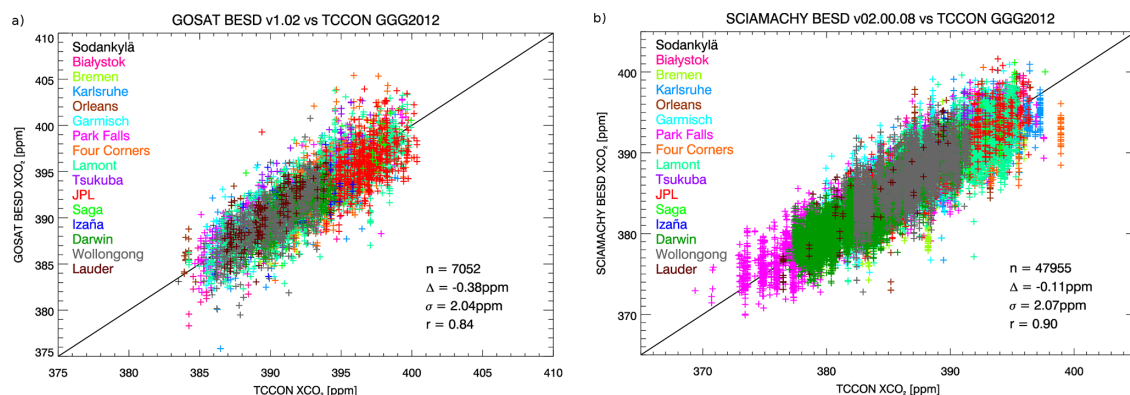 a)
GOSAT BESD v1.02 vs TCCON GGG2012
410
405
400
395
390
385
380
375
GOSAT BESD XCO₂ [ppm]
Sodankylä
Białystok
Bremen
Karlsruhe
Orleans
Garmisch
Park Falls
Four Corners
Lamont
Tsukuba
JPL
Saga
Izaña
Darwin
Wollongong
Lauder
n = 7052
Δ = -0.38ppm
σ = 2.04ppm
r = 0.84
375 380 385 390 395 400 405 410
TCCON XCO₂ [ppm]
b)
SCIAMACHY BESD v02.00.08 vs TCCON GGG2012
400
390
380
370
SCIAMACHY BESD XCO₂ [ppm]
Sodankylä
Białystok
Bremen
Karlsruhe
Orleans
Garmisch
Park Falls
Four Corners
Lamont
Tsukuba
JPL
Saga
Izaña
Darwin
Wollongong
Lauder
n = 47955
Δ = -0.11ppm
σ = 2.07ppm
r = 0.90
370 380 390 400
TCCON XCO₂ [ppm]